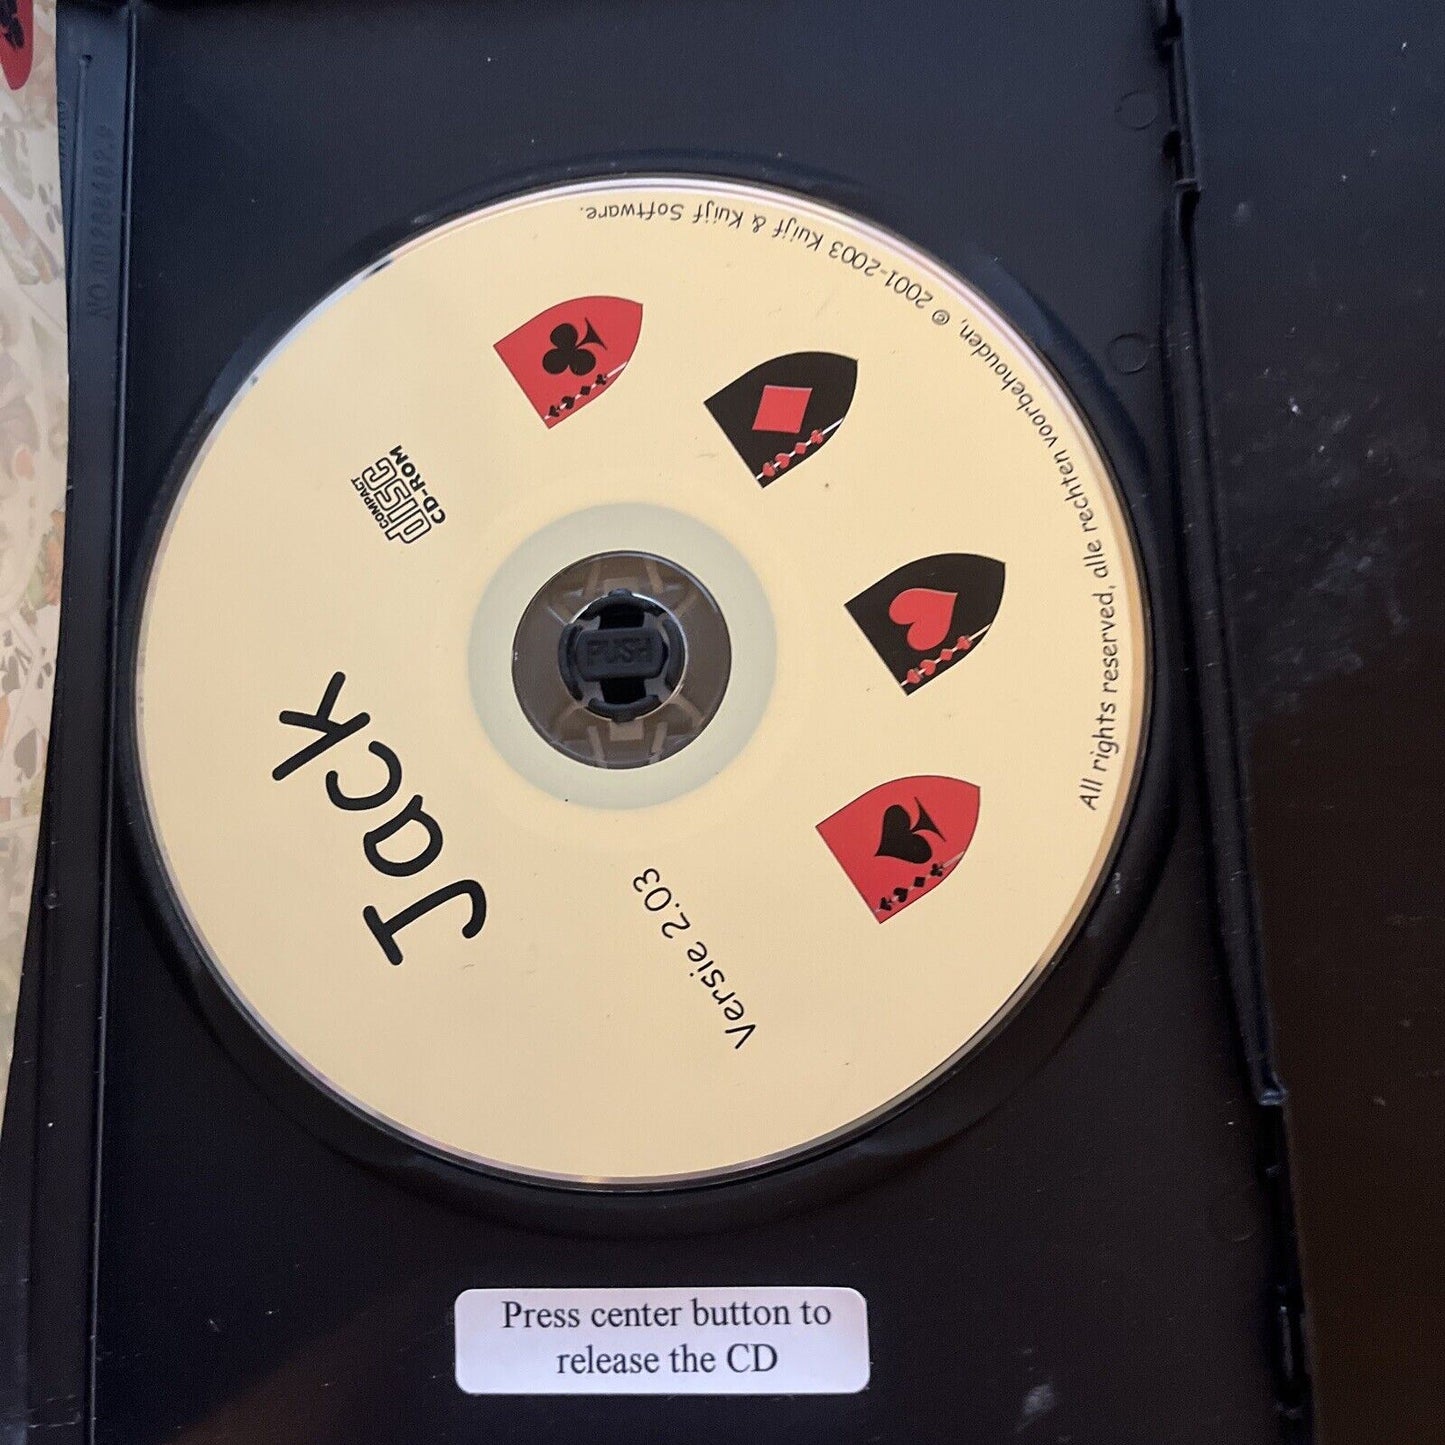 Jack
Versie 2.03
COMPACT
disc
CD-ROM
All rights reserved, alle rechten voorbehouden, © 2001-2003 Kuijf & Kuijf Software.
PUSH
Press center button to
release the CD